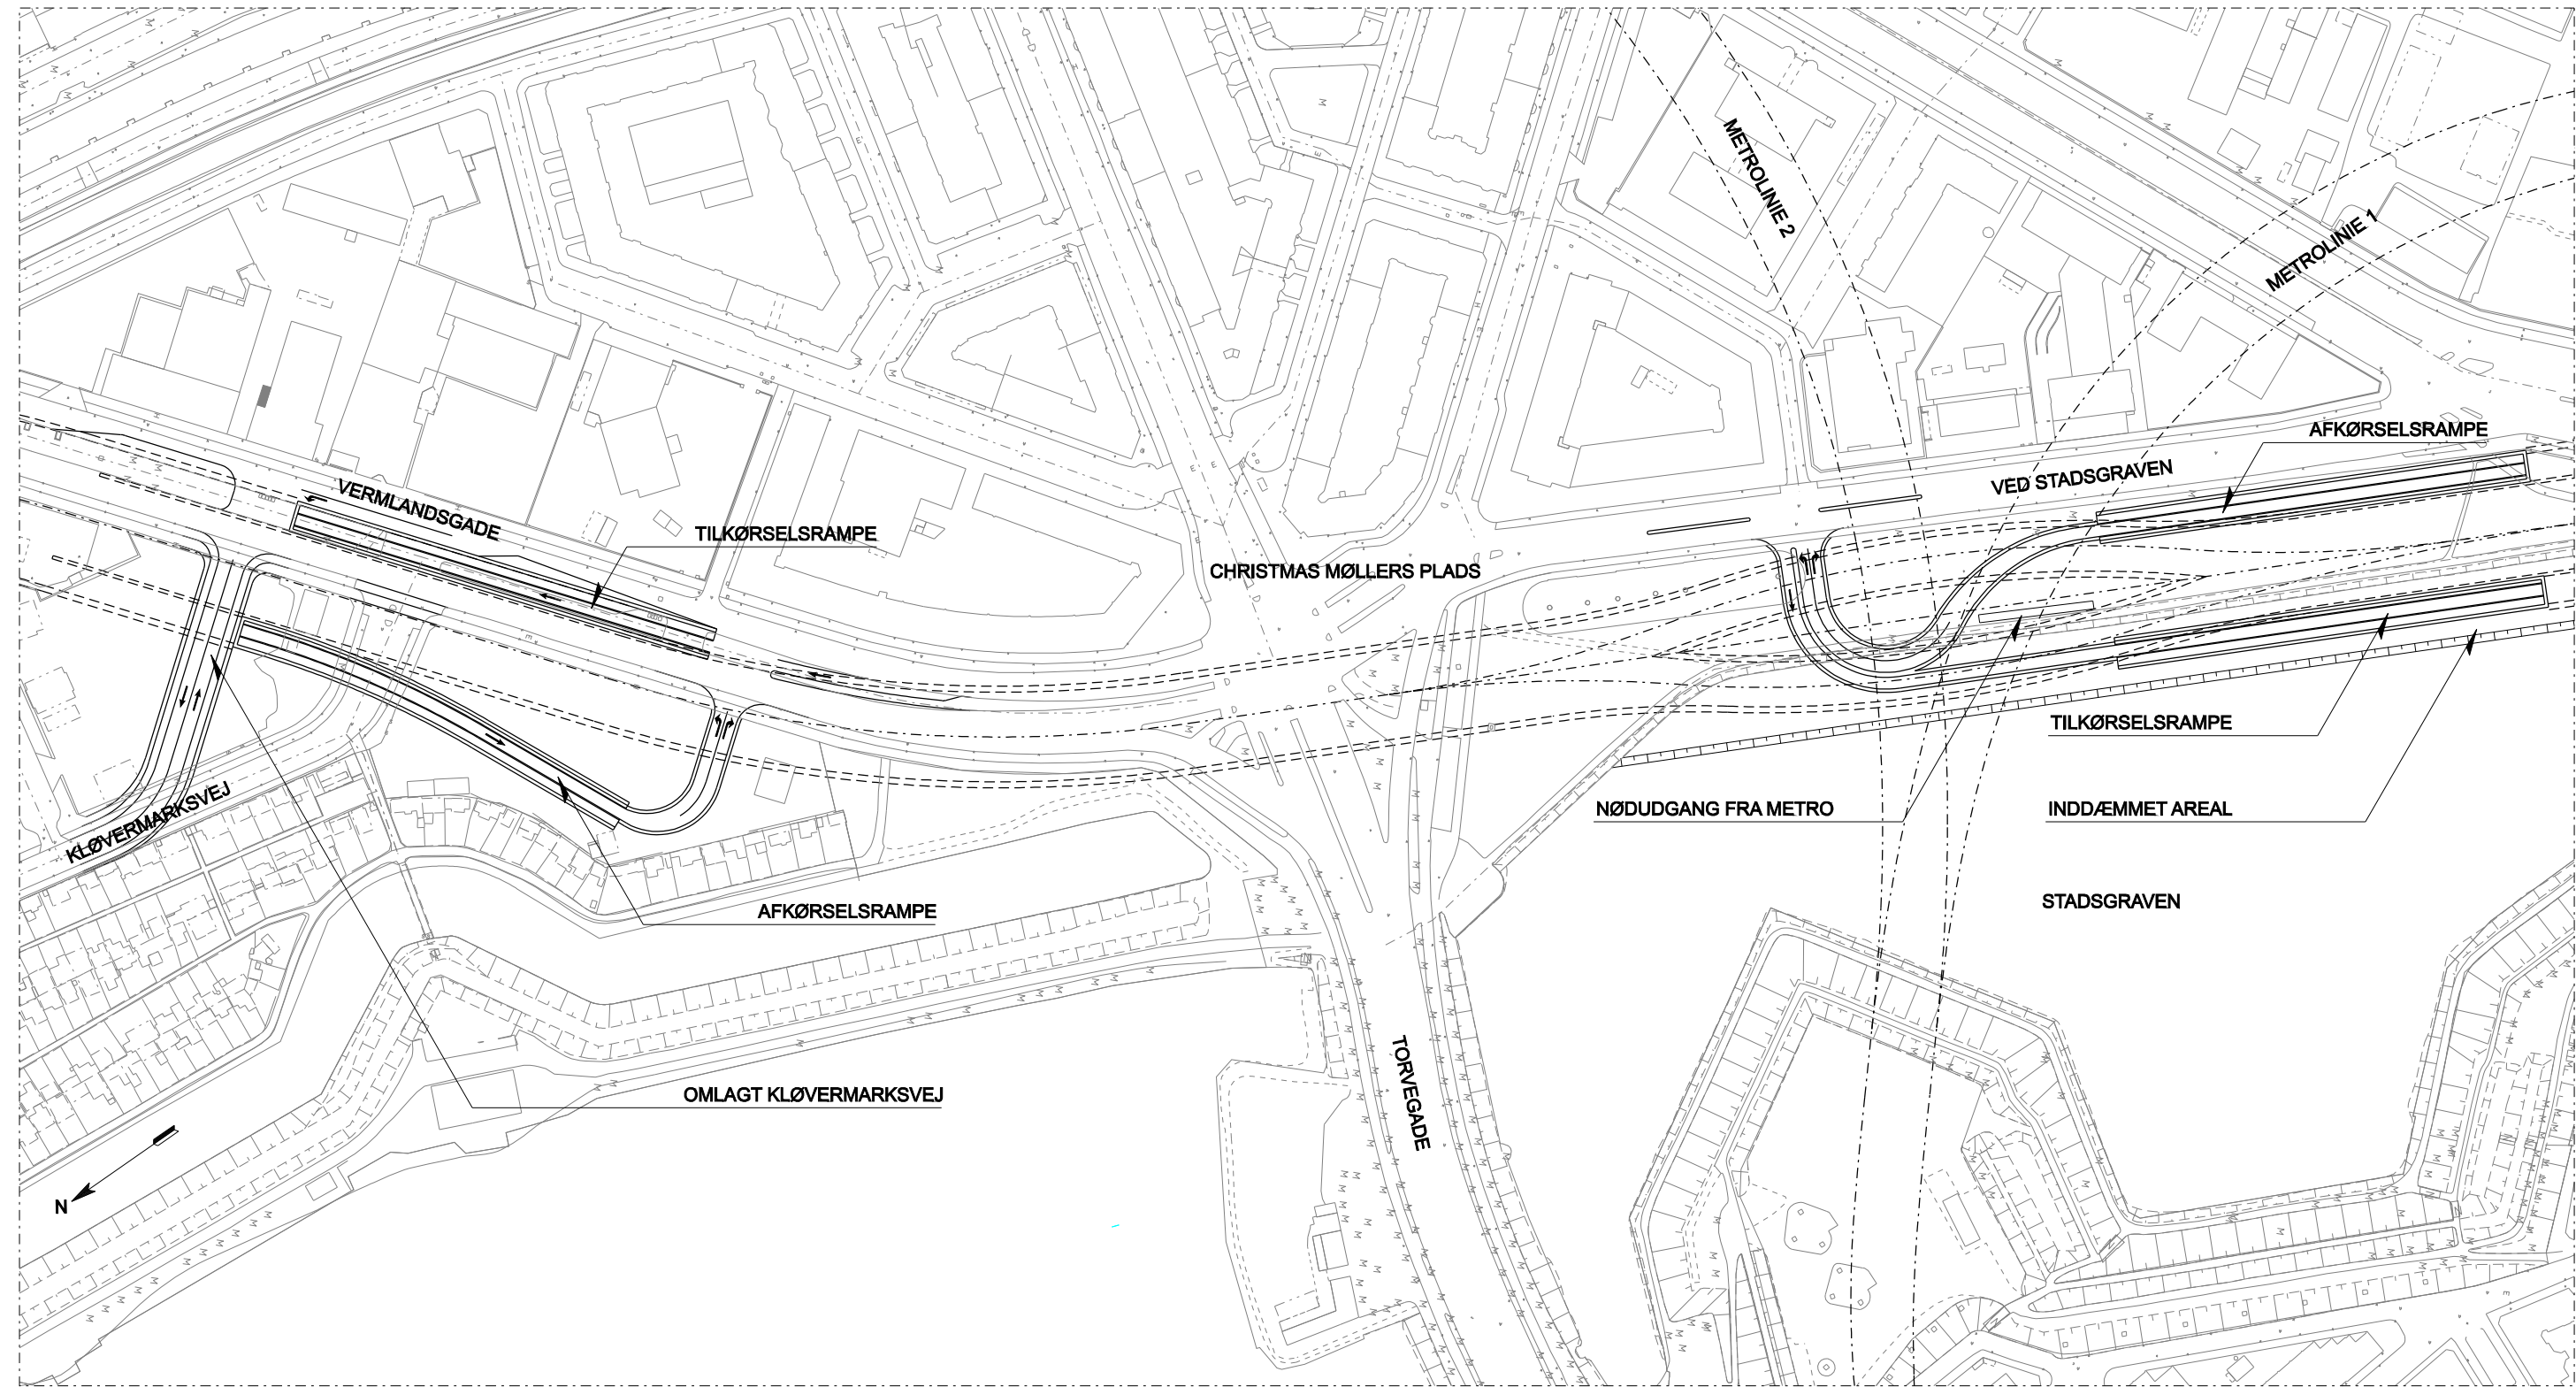 METROLINIE 2
METROLINIE 1
AFKØRSELSRAMPE
VED STADSGRAVEN
VERMLANDSGADE
TILKØRSELSRAMPE
CHRISTMAS MØLLERS PLADS
TILKØRSELSRAMPE
KLØVERMARKSVEJ
NØDUDGANG FRA METRO
INDDÆMMET AREAL
AFKØRSELSRAMPE
STADSGRAVEN
OMLAGT KLØVERMARKSVEJ
TORVEGADE
N